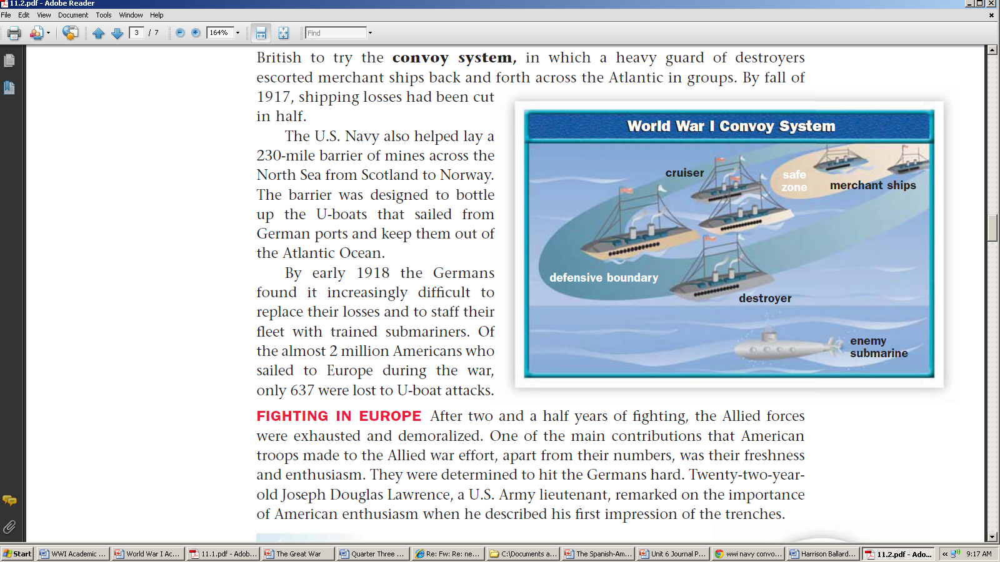 11.2.pdf - Adobe Reader
File Edit View Document Tools Window Help
3 / 7 164% Find
British to try the convoy system, in which a heavy guard of destroyers
escorted merchant ships back and forth across the Atlantic in groups. By fall of
1917, shipping losses had been cut
in half.
The U.S. Navy also helped lay a
230-mile barrier of mines across the
North Sea from Scotland to Norway.
The barrier was designed to bottle
up the U-boats that sailed from
German ports and keep them out of
the Atlantic Ocean.
By early 1918 the Germans
found it increasingly difficult to
replace their losses and to staff their
fleet with trained submariners. Of
the almost 2 million Americans who
sailed to Europe during the war,
only 637 were lost to U-boat attacks.
World War I Convoy System
cruiser
safe
zone
merchant ships
defensive boundary
destroyer
enemy
submarine
FIGHTING IN EUROPE After two and a half years of fighting, the Allied forces
were exhausted and demoralized. One of the main contributions that American
troops made to the Allied war effort, apart from their numbers, was their freshness
and enthusiasm. They were determined to hit the Germans hard. Twenty-two-year-
old Joseph Douglas Lawrence, a U.S. Army lieutenant, remarked on the importance
of American enthusiasm when he described his first impression of the trenches.
Start WWI Academic ... World War I Ac... 11.1.pdf - Adob... The Great War Quarter Three ... Re: Fw: Re: ne... C:\Documents a... The Spanish-Am... Unit 6 Journal P... wwi navy convo... Harrison Ballard... 11.2.pdf - Ado... « 9:17 AM